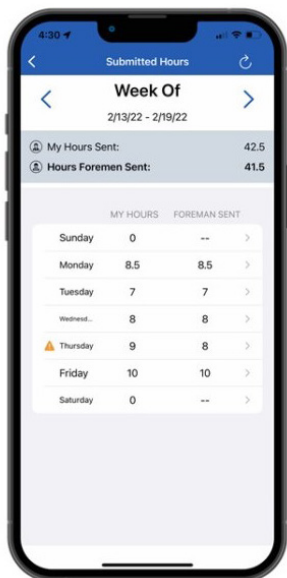 4:30
Submitted Hours
Week Of
2/13/22 - 2/19/22
My Hours Sent: 42.5
Hours Foremen Sent: 41.5
MY HOURS FOREMAN SENT
Sunday 0 --
Monday 8.5 8.5
Tuesday 7 7
Wednesd... 8 8
Thursday 9 8
Friday 10 10
Saturday 0 --